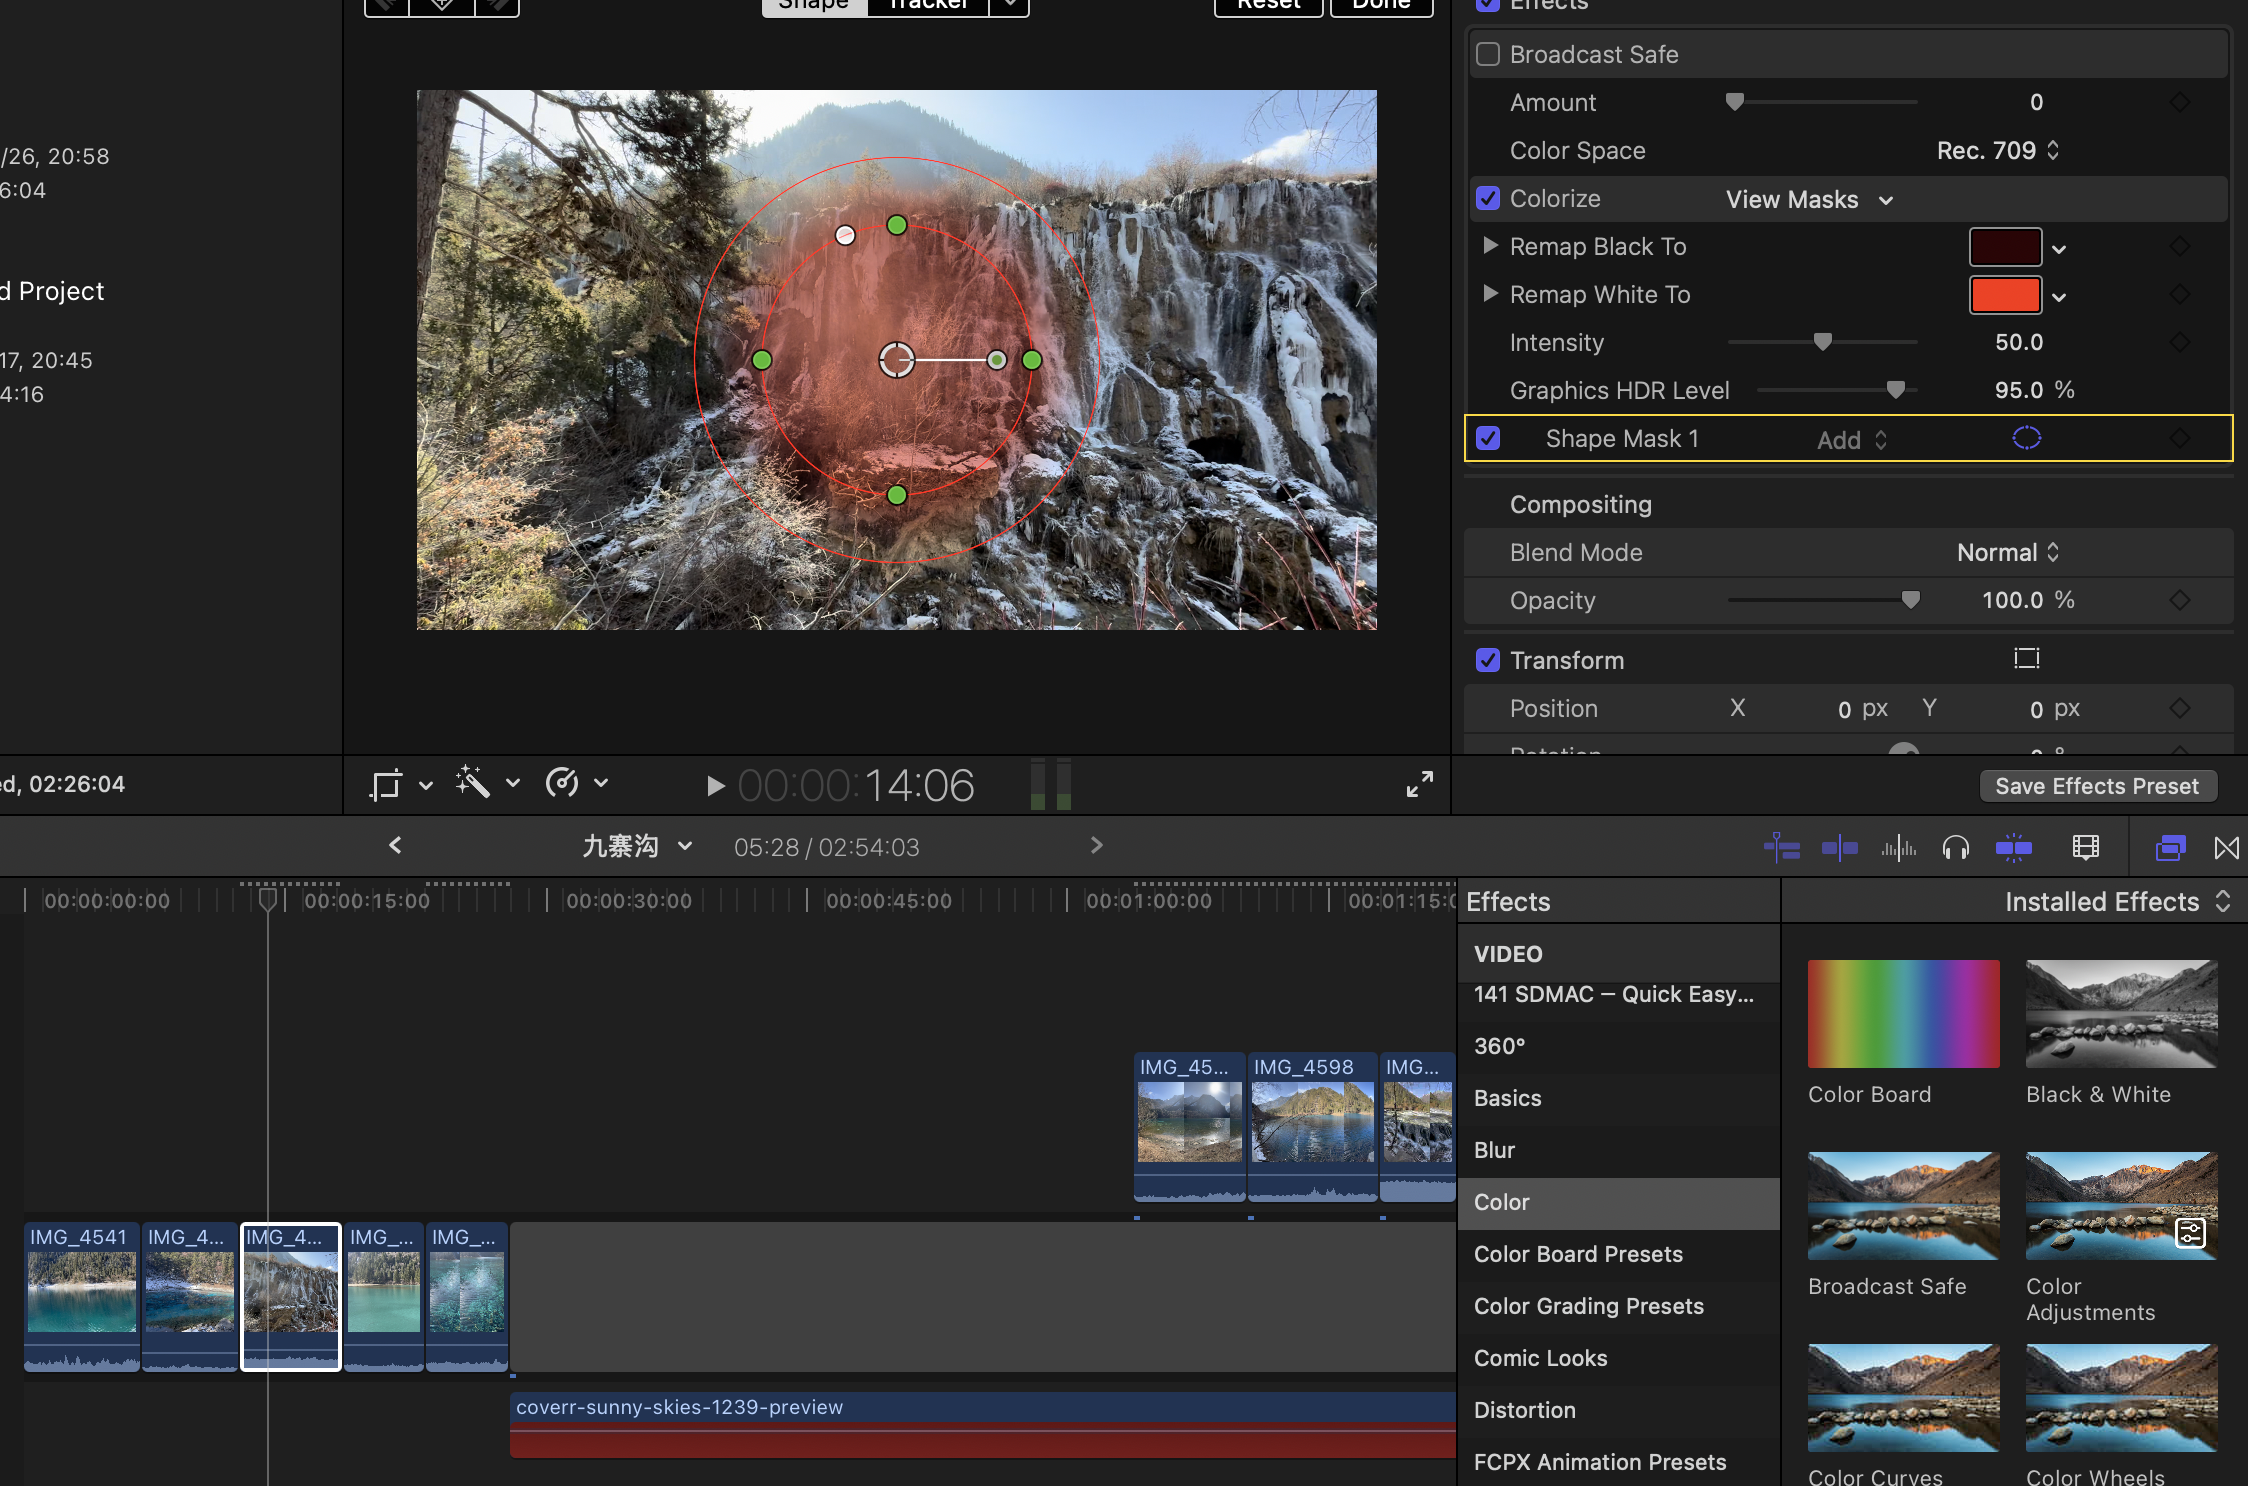 Shape
Tracker
Reset
Done
Effects
Broadcast Safe
Amount
0
Color Space
Rec. 709
Colorize
View Masks
Remap Black To
Remap White To
Intensity
50.0
Graphics HDR Level
95.0 %
Shape Mask 1
Add
Compositing
Blend Mode
Normal
Opacity
100.0 %
Transform
Position
X
0 px
Y
0 px
Rotation
/26, 20:58
6:04
d Project
17, 20:45
4:16
ed, 02:26:04
00:00:00:14:06
Save Effects Preset
九寨沟
05:28 / 02:54:03
00:00:00:00
00:00:15:00
00:00:30:00
00:00:45:00
00:01:00:00
00:01:15:0
IMG_45...
IMG_4598
IMG...
IMG_4541
IMG_4...
IMG_4...
IMG_...
IMG_...
coverr-sunny-skies-1239-preview
Effects
Installed Effects
VIDEO
141 SDMAC – Quick Easy...
360°
Basics
Blur
Color
Color Board Presets
Color Grading Presets
Comic Looks
Distortion
FCPX Animation Presets
Color Board
Black & White
Broadcast Safe
Color
Adjustments
Color Curves
Color Wheels